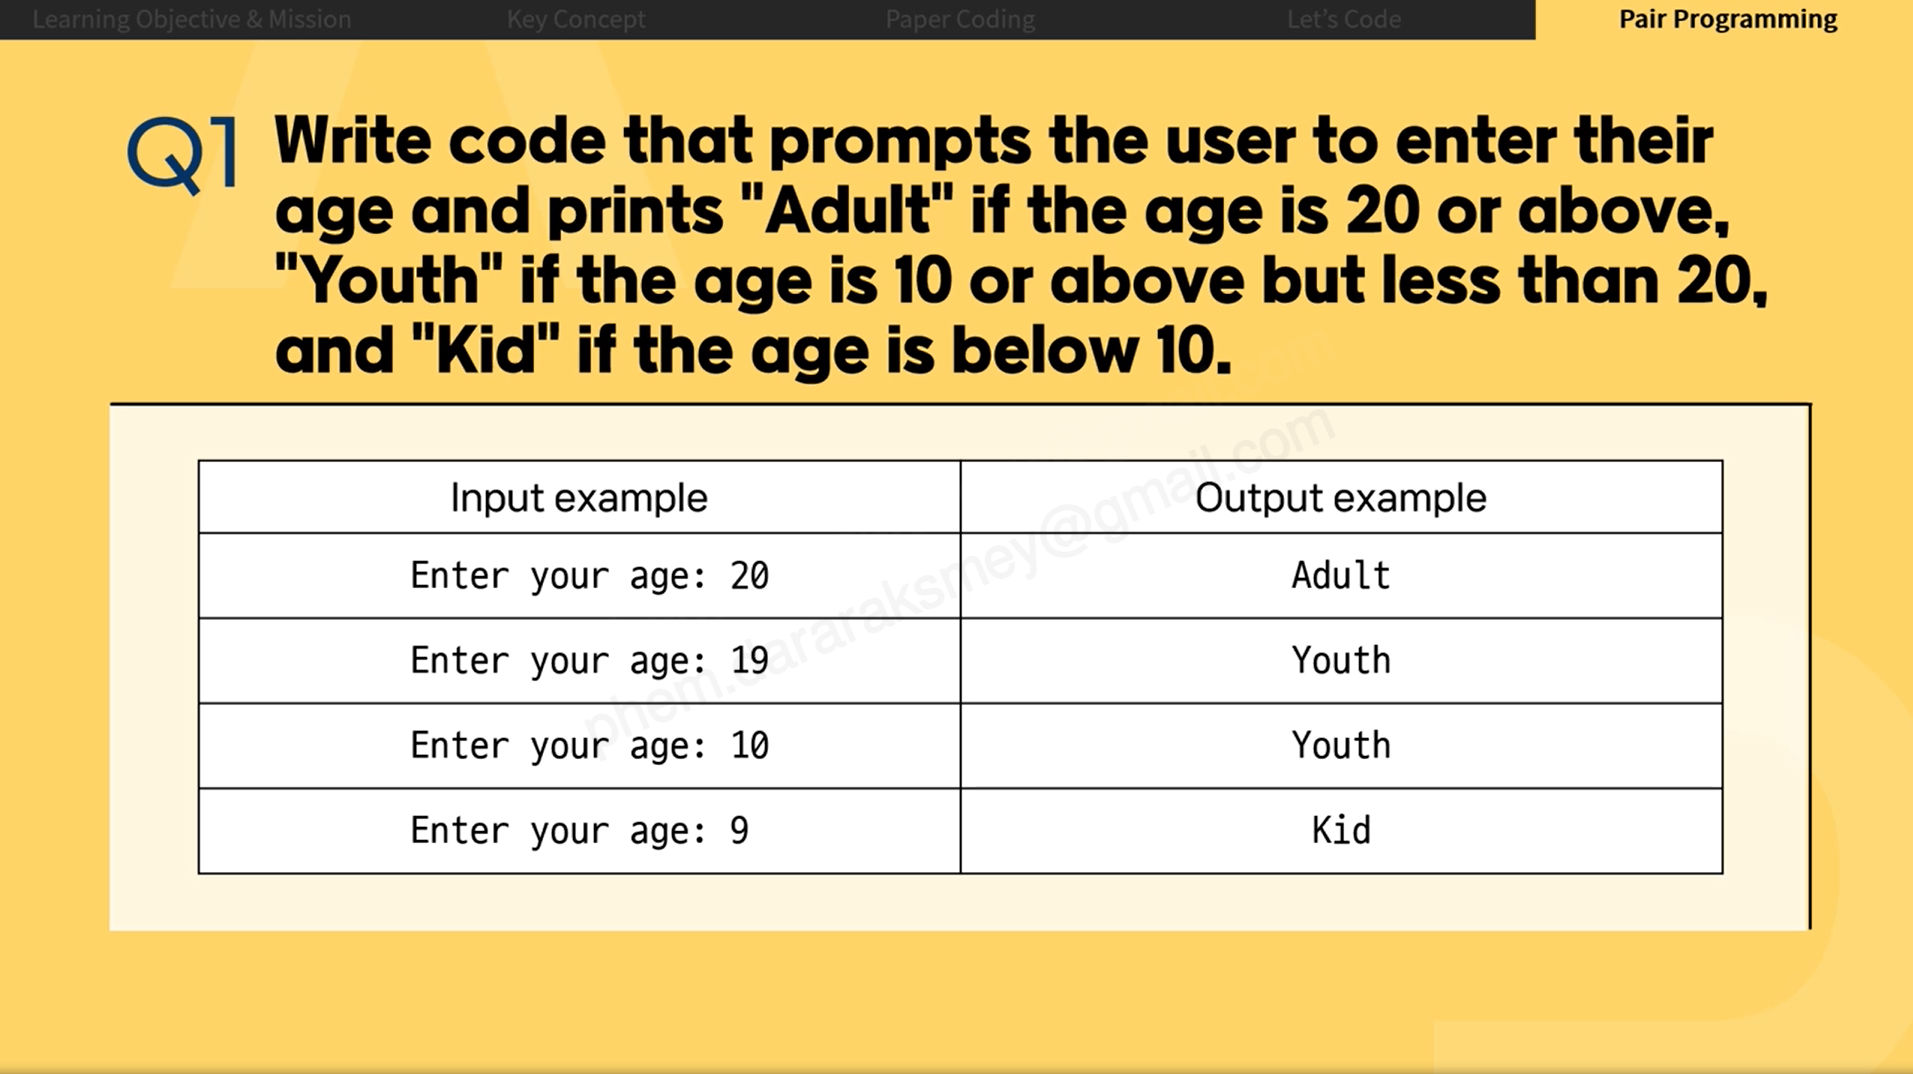 Learning Objective & Mission
Key Concept
Paper Coding
Let's Code
Pair Programming
Q1
Write code that prompts the user to enter their
age and prints "Adult" if the age is 20 or above,
"Youth" if the age is 10 or above but less than 20,
and "Kid" if the age is below 10.
Input example
Output example
Enter your age: 20
Adult
Enter your age: 19
Youth
Enter your age: 10
Youth
Enter your age: 9
Kid
phem.dararaksmey@gmail.com